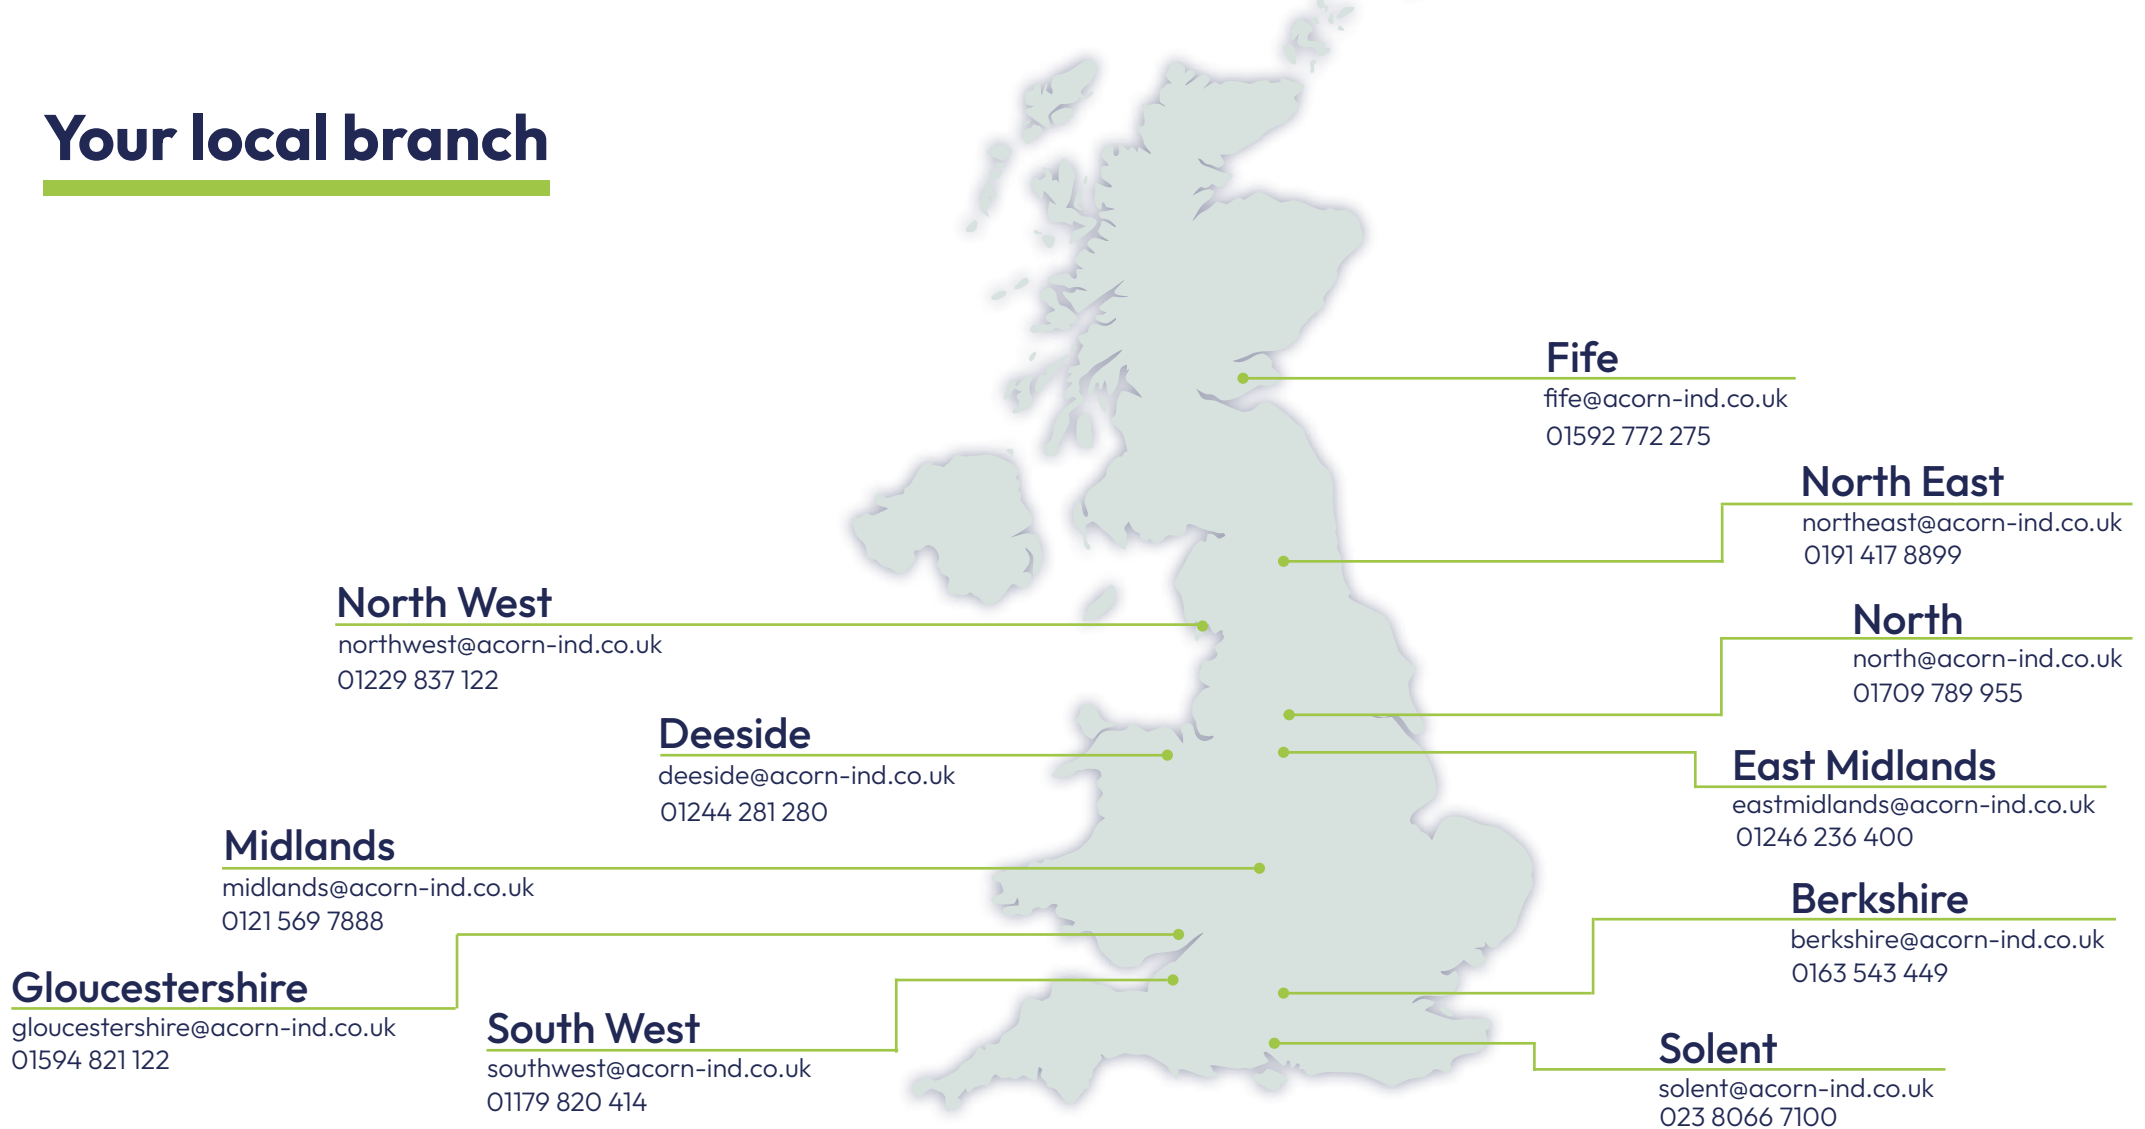 Your local branch
Fife
fife@acorn-ind.co.uk
01592 772 275
North East
northeast@acorn-ind.co.uk
0191 417 8899
North West
northwest@acorn-ind.co.uk
01229 837 122
North
north@acorn-ind.co.uk
01709 789 955
Deeside
deeside@acorn-ind.co.uk
01244 281 280
East Midlands
eastmidlands@acorn-ind.co.uk
01246 236 400
Midlands
midlands@acorn-ind.co.uk
0121 569 7888
Berkshire
berkshire@acorn-ind.co.uk
0163 543 449
Gloucestershire
gloucestershire@acorn-ind.co.uk
01594 821 122
South West
southwest@acorn-ind.co.uk
01179 820 414
Solent
solent@acorn-ind.co.uk
023 8066 7100